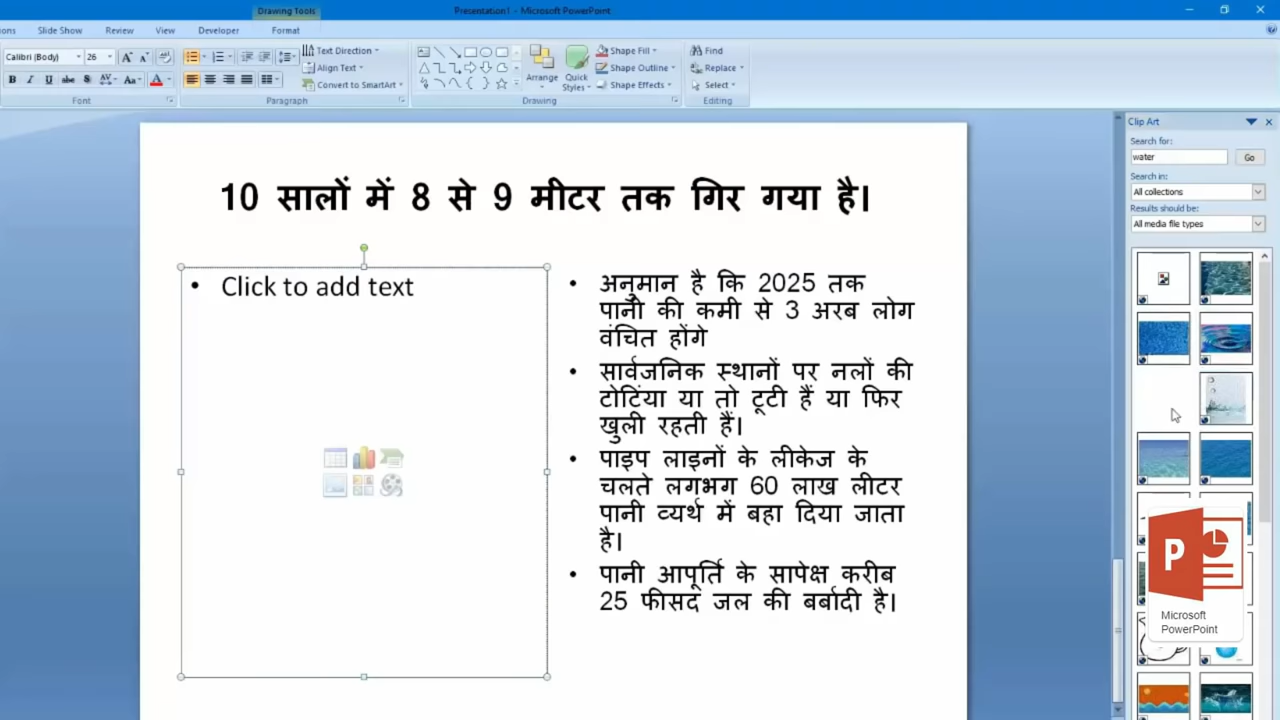 Drawing Tools
Presentation1 - Microsoft PowerPoint
ons Slide Show Review View Developer Format
Calibri (Body) 26 A A
Text Direction
Shape Fill
Find
Align Text
Shape Outline
Replace
B I U abc S AV Aa A
Convert to SmartArt
Arrange
Quick Styles
Shape Effects
Select
Font Paragraph Drawing Editing
Clip Art
Search for:
water Go
Search in:
All collections
Results should be:
All media file types
10 सालों में 8 से 9 मीटर तक गिर गया है।
• Click to add text
• अनुमान है कि 2025 तक
पानी की कमी से 3 अरब लोग
वंचित होंगे
• सार्वजनिक स्थानों पर नलों की
टोटिंया या तो टूटी हैं या फिर
खुली रहती हैं।
• पाइप लाइनों के लीकेज के
चलते लगभग 60 लाख लीटर
पानी व्यर्थ में बहा दिया जाता
है।
• पानी आपूर्ति के सापेक्ष करीब
25 फीसद जल की बर्बादी है।
P
Microsoft
PowerPoint